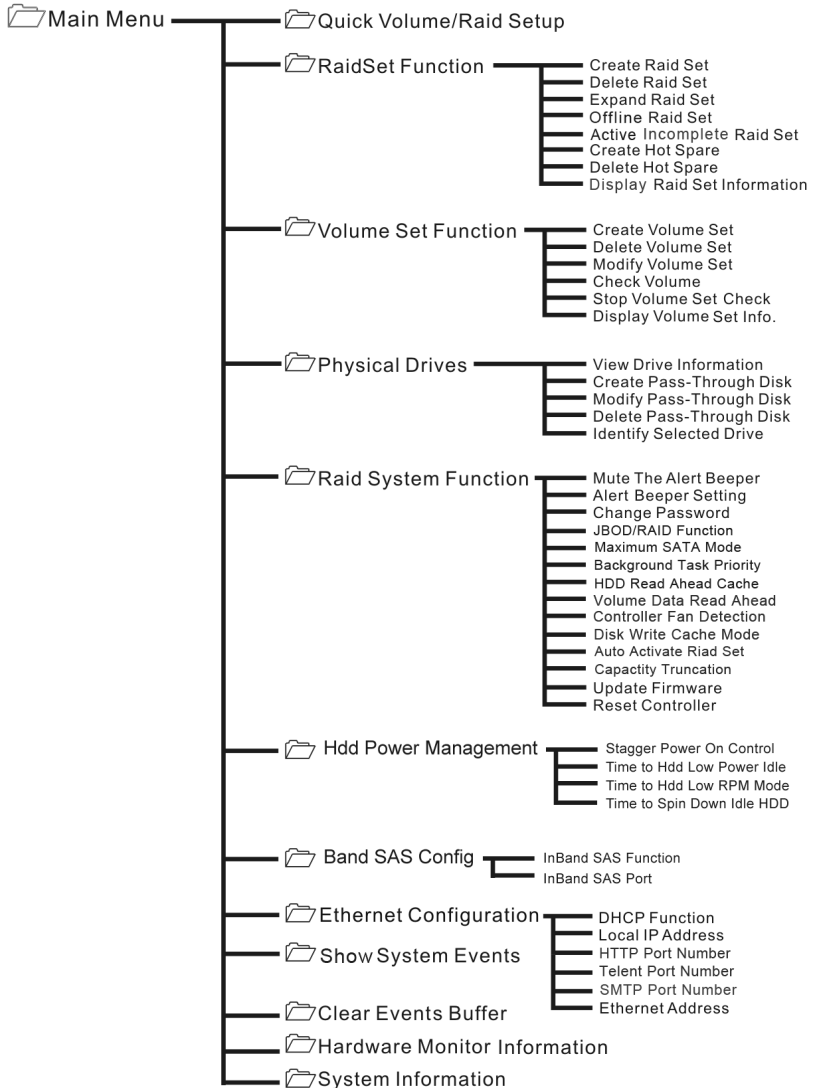 Main Menu
Quick Volume/Raid Setup
RaidSet Function
Create Raid Set
Delete Raid Set
Expand Raid Set
Offline Raid Set
Active Incomplete Raid Set
Create Hot Spare
Delete Hot Spare
Display Raid Set Information
Volume Set Function
Create Volume Set
Delete Volume Set
Modify Volume Set
Check Volume
Stop Volume Set Check
Display Volume Set Info.
Physical Drives
View Drive Information
Create Pass-Through Disk
Modify Pass-Through Disk
Delete Pass-Through Disk
Identify Selected Drive
Raid System Function
Mute The Alert Beeper
Alert Beeper Setting
Change Password
JBOD/RAID Function
Maximum SATA Mode
Background Task Priority
HDD Read Ahead Cache
Volume Data Read Ahead
Controller Fan Detection
Disk Write Cache Mode
Auto Activate Riad Set
Capactity Truncation
Update Firmware
Reset Controller
Hdd Power Management
Stagger Power On Control
Time to Hdd Low Power Idle
Time to Hdd Low RPM Mode
Time to Spin Down Idle HDD
Band SAS Config
InBand SAS Function
InBand SAS Port
Ethernet Configuration
DHCP Function
Local IP Address
HTTP Port Number
Telent Port Number
SMTP Port Number
Ethernet Address
Show System Events
Clear Events Buffer
Hardware Monitor Information
System Information